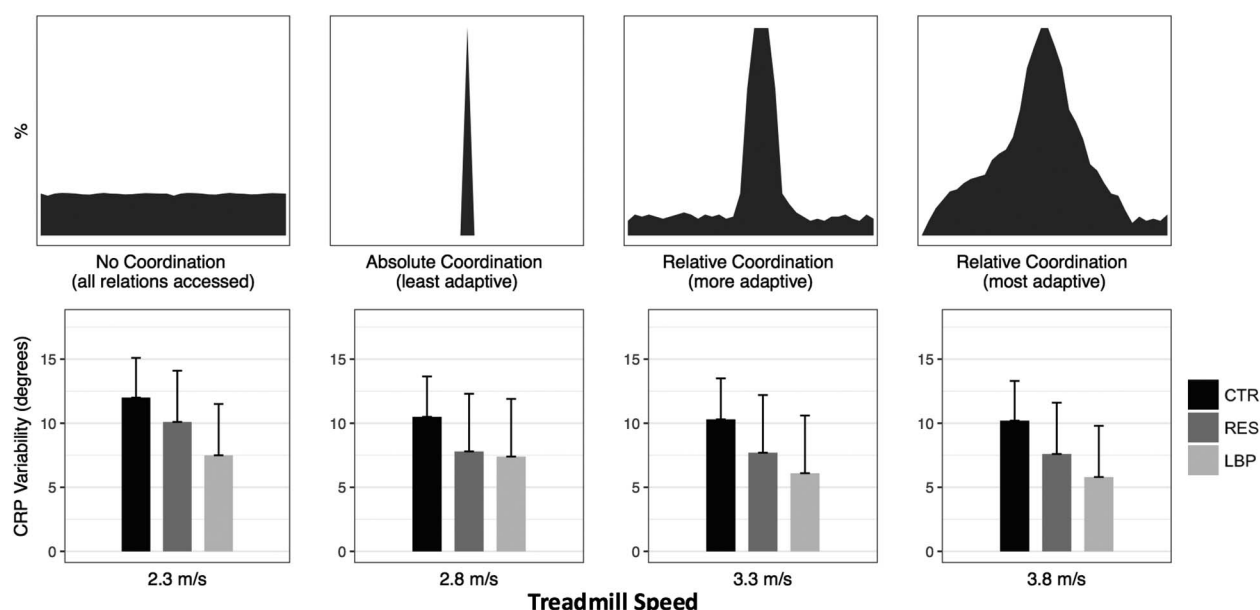 %
No Coordination
(all relations accessed)
Absolute Coordination
(least adaptive)
Relative Coordination
(more adaptive)
Relative Coordination
(most adaptive)
CRP Variability (degrees)
15
10
5
0
2.3 m/s
15
10
5
0
2.8 m/s
15
10
5
0
3.3 m/s
15
10
5
0
3.8 m/s
CTR
RES
LBP
Treadmill Speed